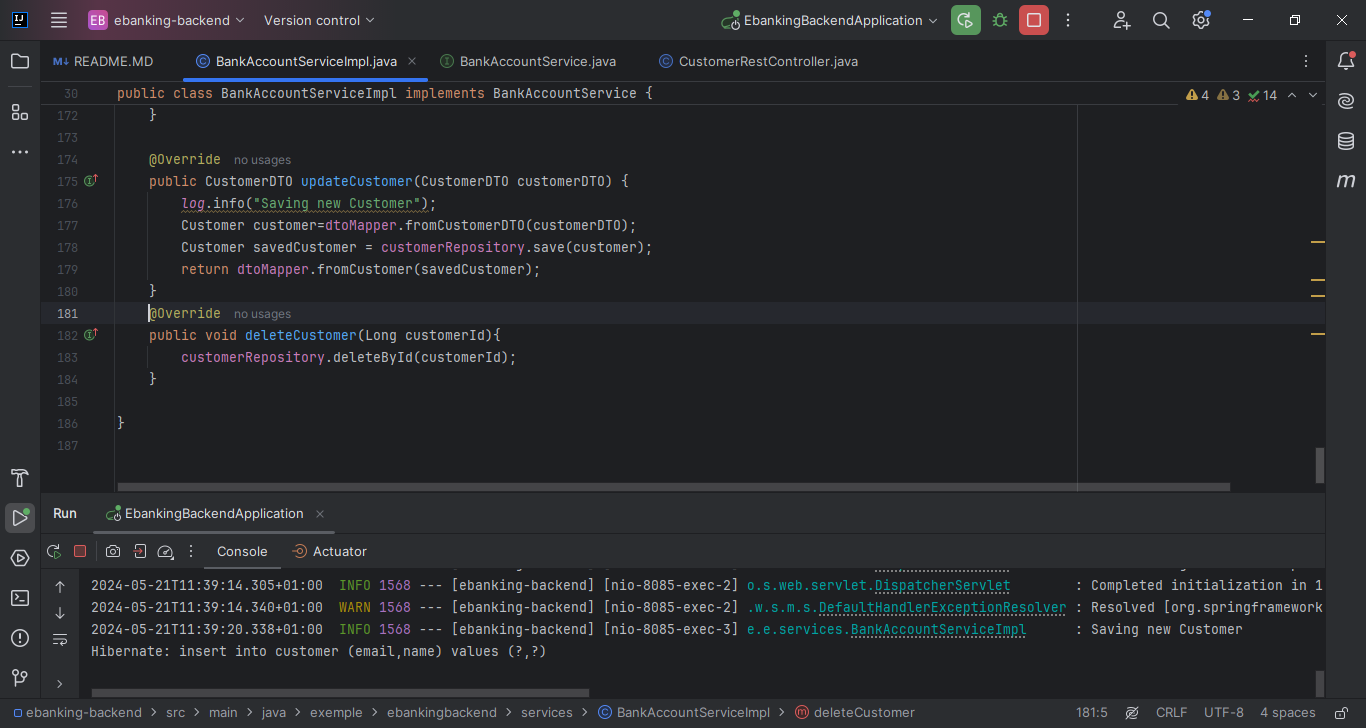 EB ebanking-backend Version control EbankingBackendApplication
README.MD BankAccountServiceImpl.java BankAccountService.java CustomerRestController.java
30 public class BankAccountServiceImpl implements BankAccountService { 4 3 14
172 }
173
174 @Override no usages
175 public CustomerDTO updateCustomer(CustomerDTO customerDTO) {
176 log.info("Saving new Customer");
177 Customer customer=dtoMapper.fromCustomerDTO(customerDTO);
178 Customer savedCustomer = customerRepository.save(customer);
179 return dtoMapper.fromCustomer(savedCustomer);
180 }
181 @Override no usages
182 public void deleteCustomer(Long customerId){
183 customerRepository.deleteById(customerId);
184 }
185
186 }
187
Run EbankingBackendApplication
Console Actuator
2024-05-21T11:39:14.305+01:00 INFO 1568 --- [ebanking-backend] [nio-8085-exec-2] o.s.web.servlet.DispatcherServlet : Completed initialization in 1
2024-05-21T11:39:14.340+01:00 WARN 1568 --- [ebanking-backend] [nio-8085-exec-2] .w.s.m.s.DefaultHandlerExceptionResolver : Resolved [org.springframework
2024-05-21T11:39:20.338+01:00 INFO 1568 --- [ebanking-backend] [nio-8085-exec-3] e.e.services.BankAccountServiceImpl : Saving new Customer
Hibernate: insert into customer (email,name) values (?,?)
ebanking-backend > src > main > java > exemple > ebankingbackend > services > BankAccountServiceImpl > deleteCustomer 181:5 CRLF UTF-8 4 spaces